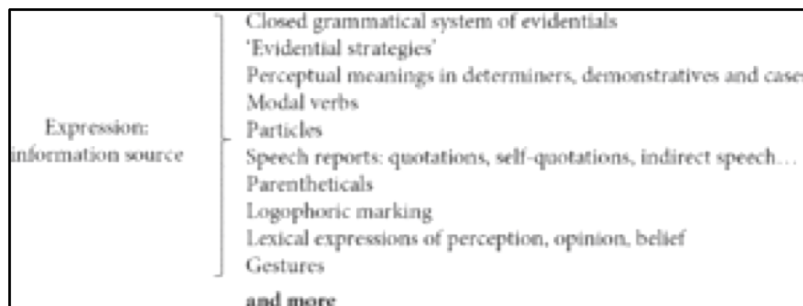 Expression:
information source
Closed grammatical system of evidentials
‘Evidential strategies’
Perceptual meanings in determiners, demonstratives and cases
Modal verbs
Particles
Speech reports: quotations, self-quotations, indirect speech…
Parentheticals
Logophoric marking
Lexical expressions of perception, opinion, belief
Gestures
and more